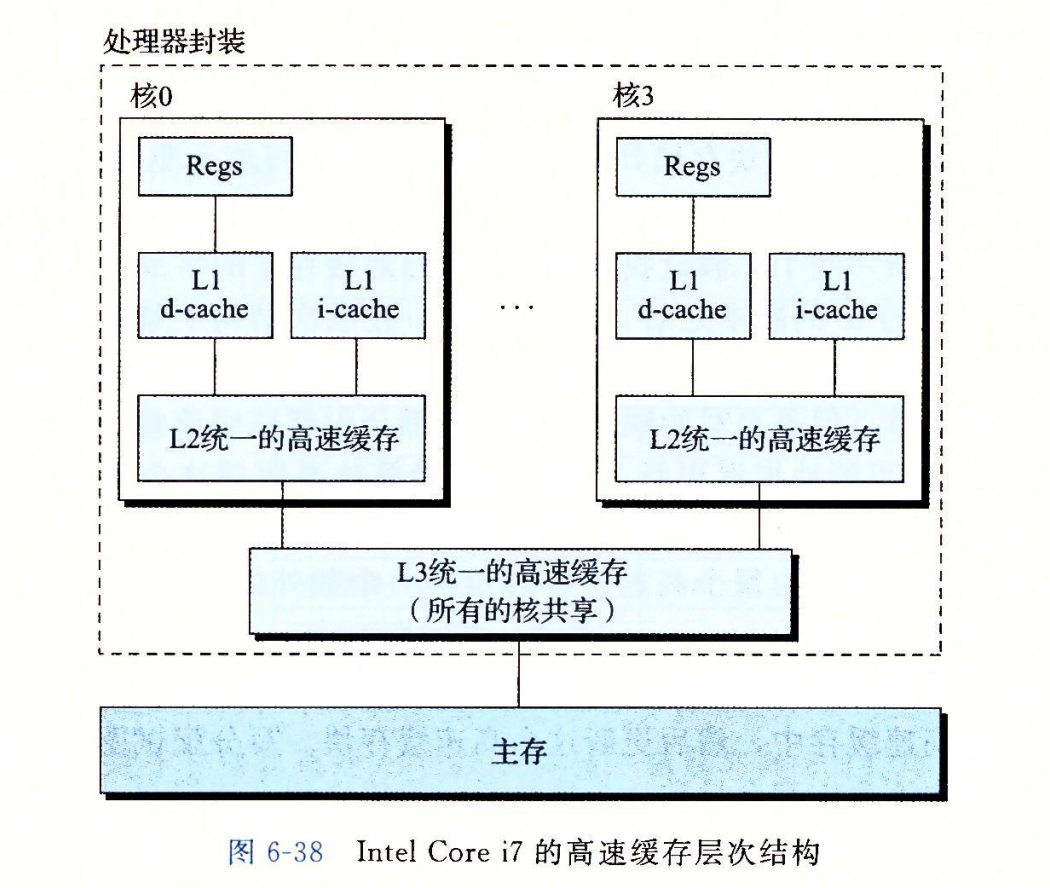 处理器封装
核0
Regs
L1
d-cache
L1
i-cache
L2统一的高速缓存
...
核3
Regs
L1
d-cache
L1
i-cache
L2统一的高速缓存
L3统一的高速缓存
（所有的核共享）
主存
图 6-38 Intel Core i7 的高速缓存层次结构